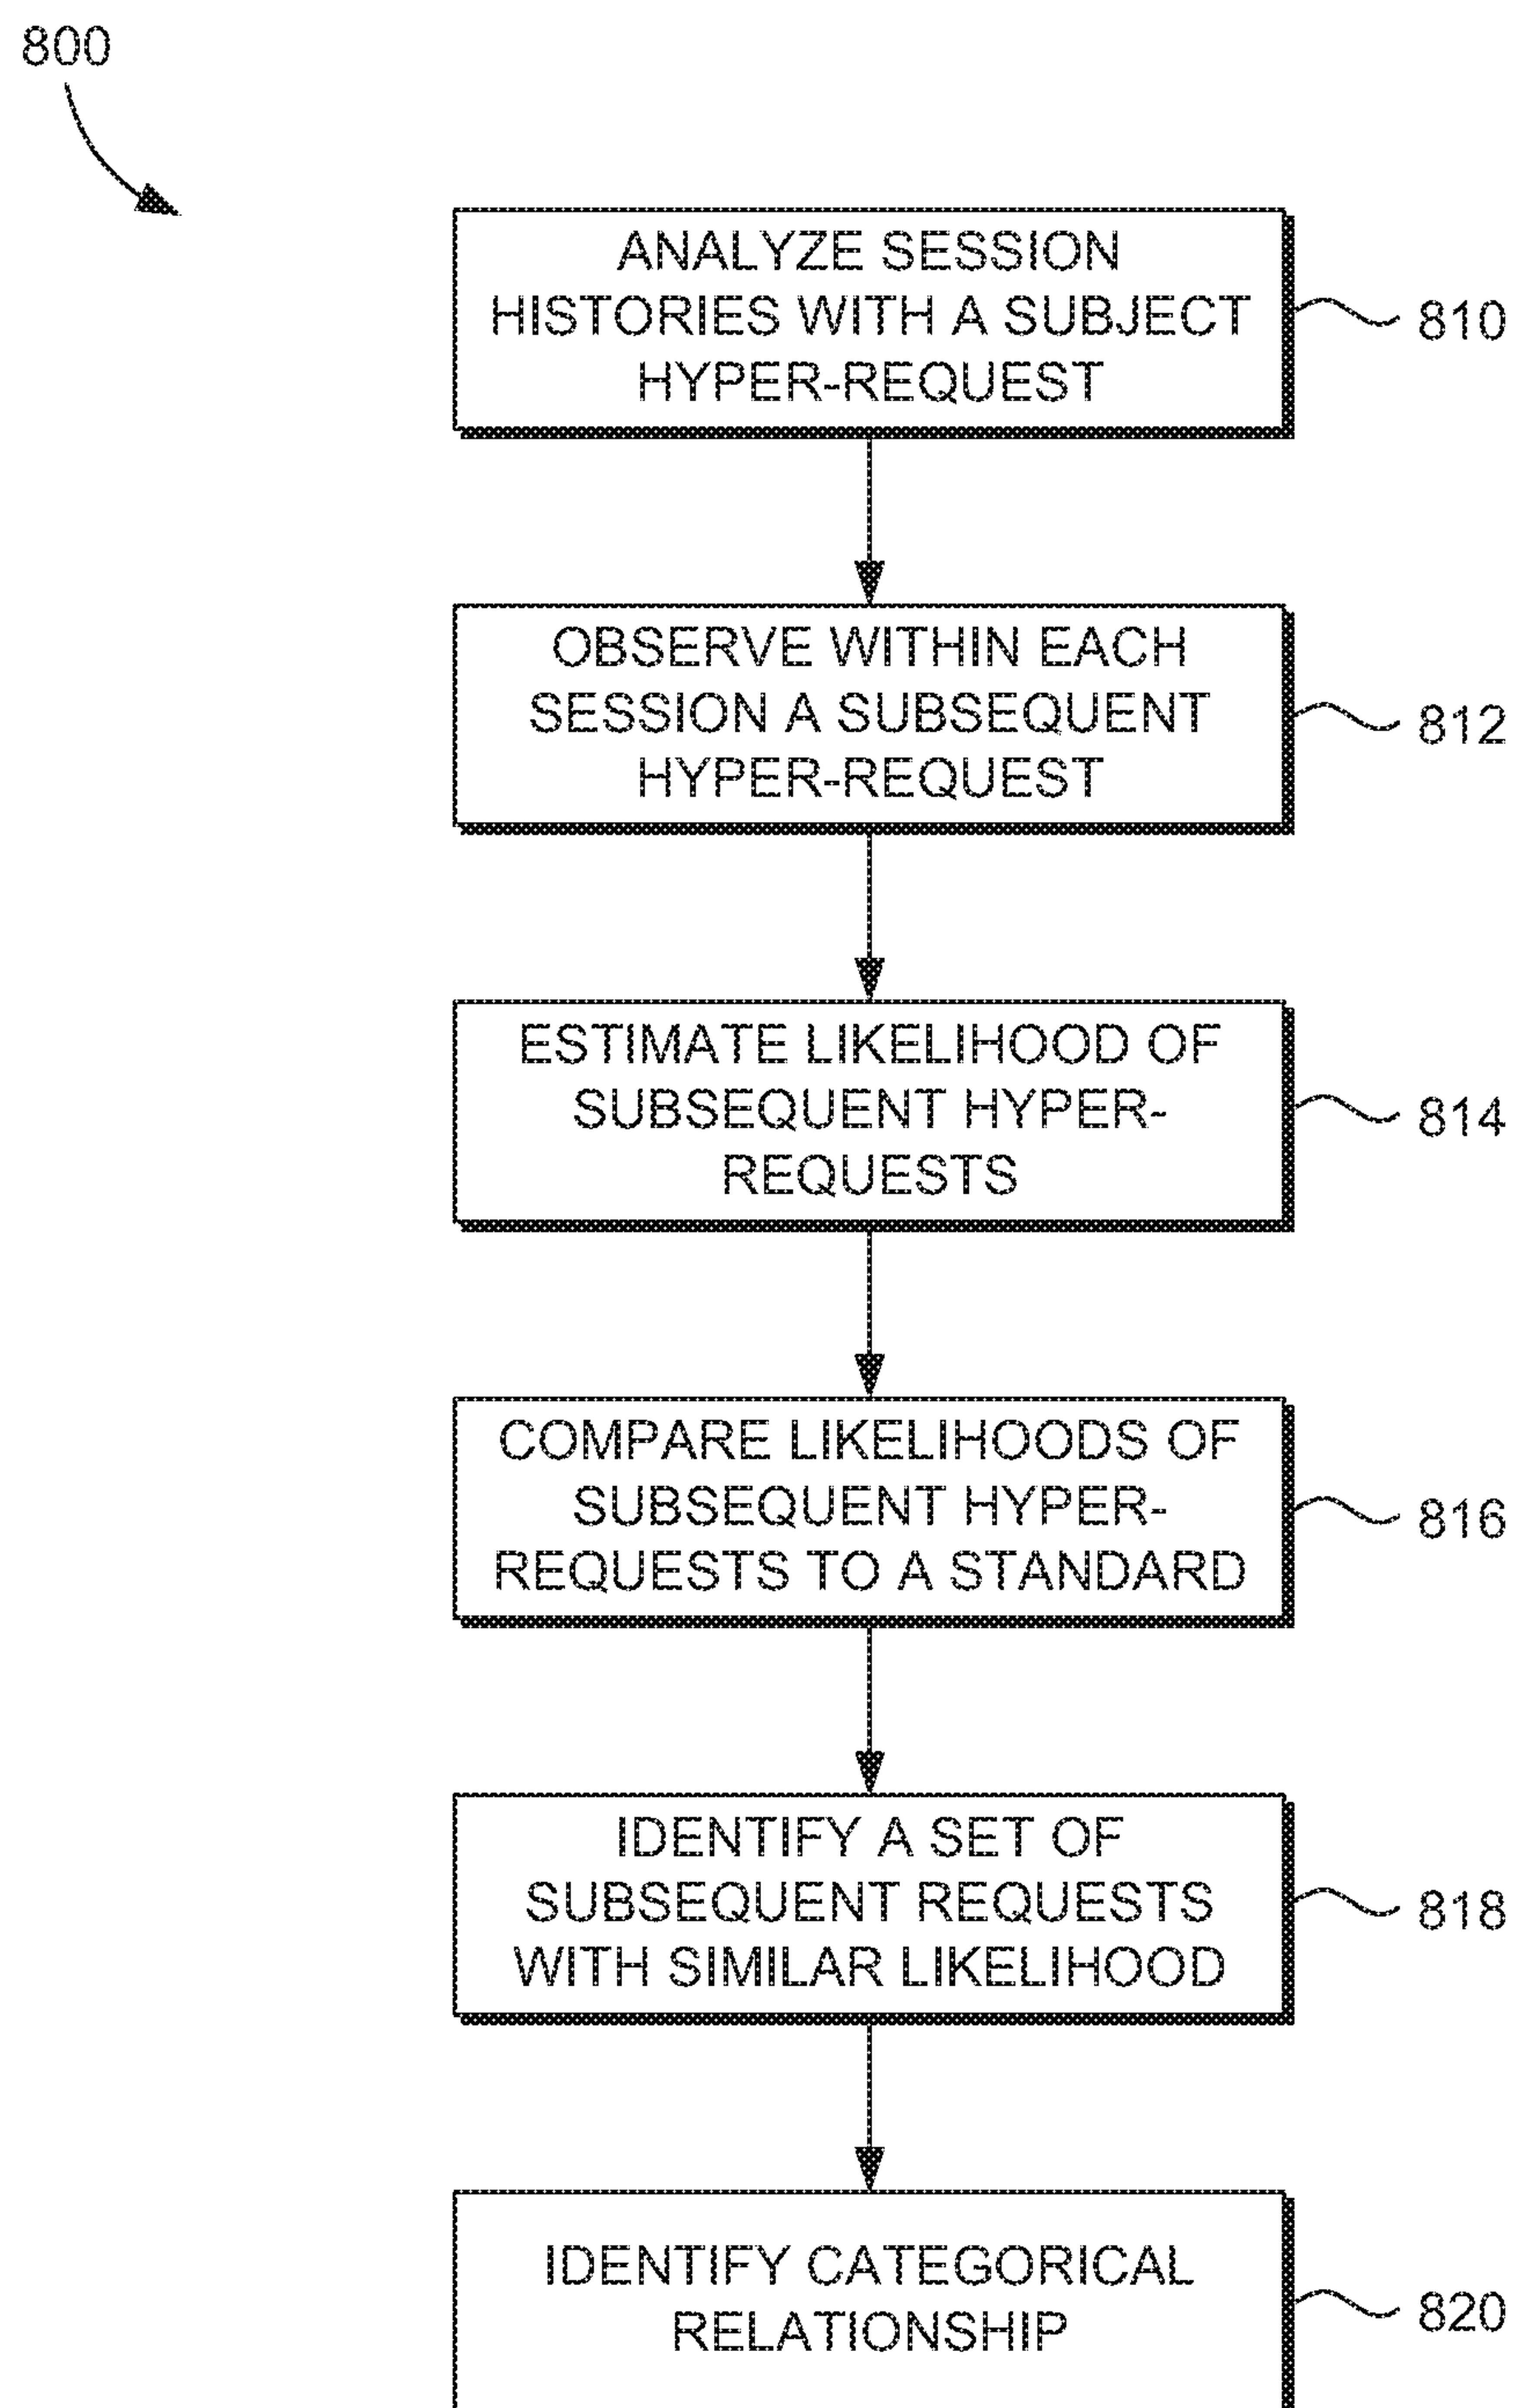 800
ANALYZE SESSION
HISTORIES WITH A SUBJECT
HYPER-REQUEST
810
OBSERVE WITHIN EACH
SESSION A SUBSEQUENT
HYPER-REQUEST
812
ESTIMATE LIKELIHOOD OF
SUBSEQUENT HYPER-
REQUESTS
814
COMPARE LIKELIHOODS OF
SUBSEQUENT HYPER-
REQUESTS TO A STANDARD
816
IDENTIFY A SET OF
SUBSEQUENT REQUESTS
WITH SIMILAR LIKELIHOOD
818
IDENTIFY CATEGORICAL
RELATIONSHIP
820